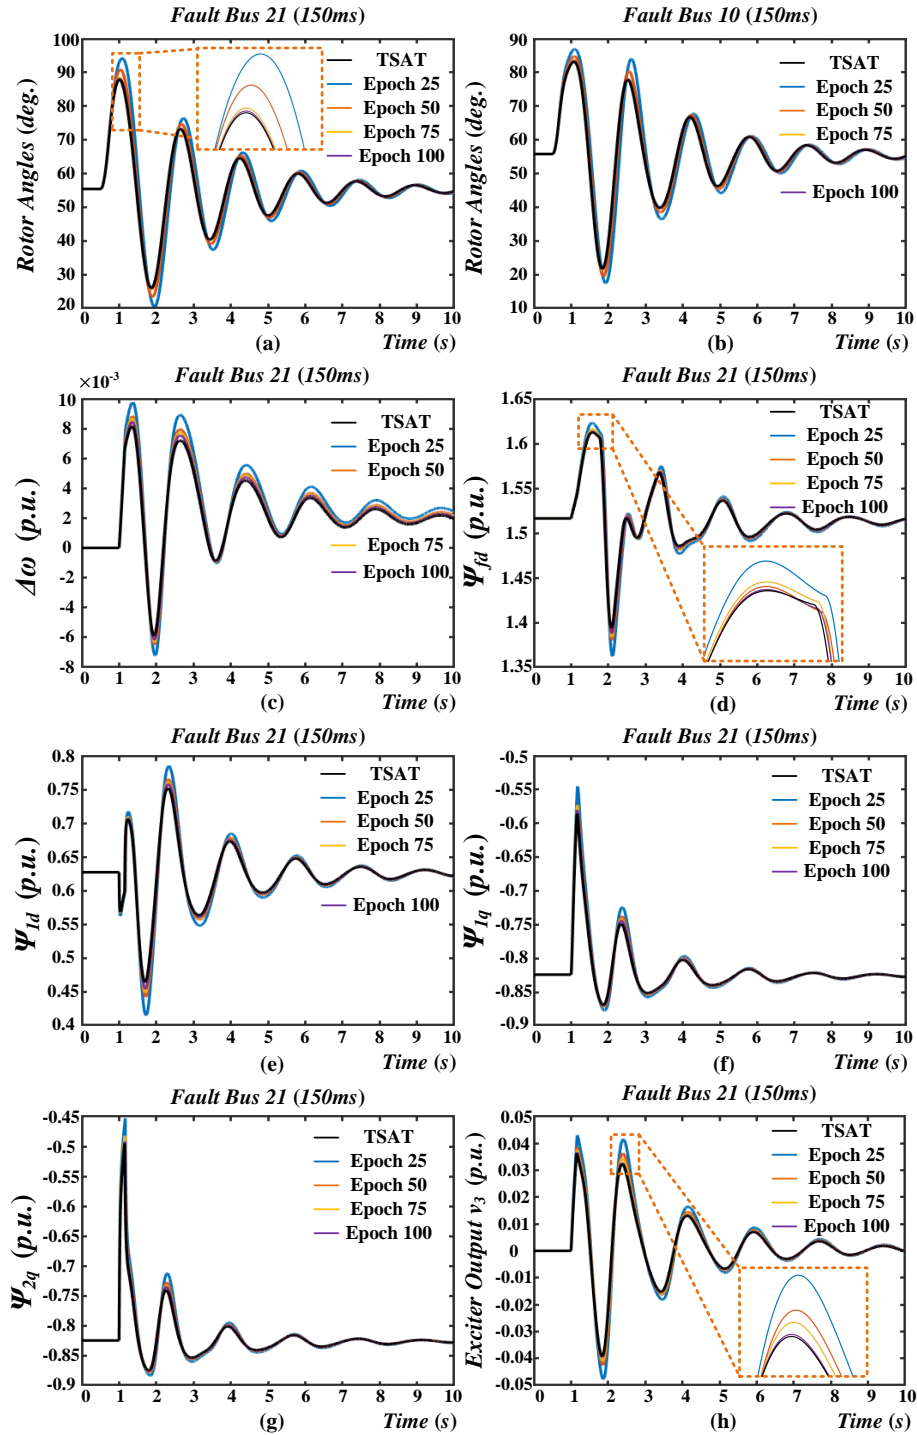 Fault Bus 21 (150ms)
100
90
80
70
60
50
40
30
20
Rotor Angles (deg.)
TSAT
Epoch 25
Epoch 50
Epoch 75
Epoch 100
0 1 2 3 4 5 6 7 8 9 10
Time (s)
(a)
Fault Bus 10 (150ms)
90
80
70
60
50
40
30
20
10
Rotor Angles (deg.)
TSAT
Epoch 25
Epoch 50
Epoch 75
Epoch 100
0 1 2 3 4 5 6 7 8 9 10
Time (s)
(b)
Fault Bus 21 (150ms)
×10⁻³
10
8
6
4
2
0
-2
-4
-6
-8
Δω (p.u.)
TSAT
Epoch 25
Epoch 50
Epoch 75
Epoch 100
0 1 2 3 4 5 6 7 8 9 10
Time (s)
(c)
Fault Bus 21 (150ms)
1.65
1.6
1.55
1.5
1.45
1.4
1.35
Ψfd (p.u.)
TSAT
Epoch 25
Epoch 50
Epoch 75
Epoch 100
0 1 2 3 4 5 6 7 8 9 10
Time (s)
(d)
Fault Bus 21 (150ms)
0.8
0.75
0.7
0.65
0.6
0.55
0.5
0.45
0.4
Ψ1d (p.u.)
TSAT
Epoch 25
Epoch 50
Epoch 75
Epoch 100
0 1 2 3 4 5 6 7 8 9 10
Time (s)
(e)
Fault Bus 21 (150ms)
-0.5
-0.6
-0.7
-0.8
-0.85
-0.9
Ψ1q (p.u.)
TSAT
Epoch 25
Epoch 50
Epoch 75
Epoch 100
0 1 2 3 4 5 6 7 8 9 10
Time (s)
(f)
Fault Bus 21 (150ms)
-0.45
-0.5
-0.6
-0.7
-0.8
-0.85
-0.9
Ψ2q (p.u.)
TSAT
Epoch 25
Epoch 50
Epoch 75
Epoch 100
0 1 2 3 4 5 6 7 8 9 10
Time (s)
(g)
Fault Bus 21 (150ms)
0.05
0.04
0.03
0.02
0.01
0
-0.01
-0.02
-0.03
-0.04
-0.05
Exciter Output v3 (p.u.)
TSAT
Epoch 25
Epoch 50
Epoch 75
Epoch 100
0 1 2 3 4 5 6 7 8 9 10
Time (s)
(h)